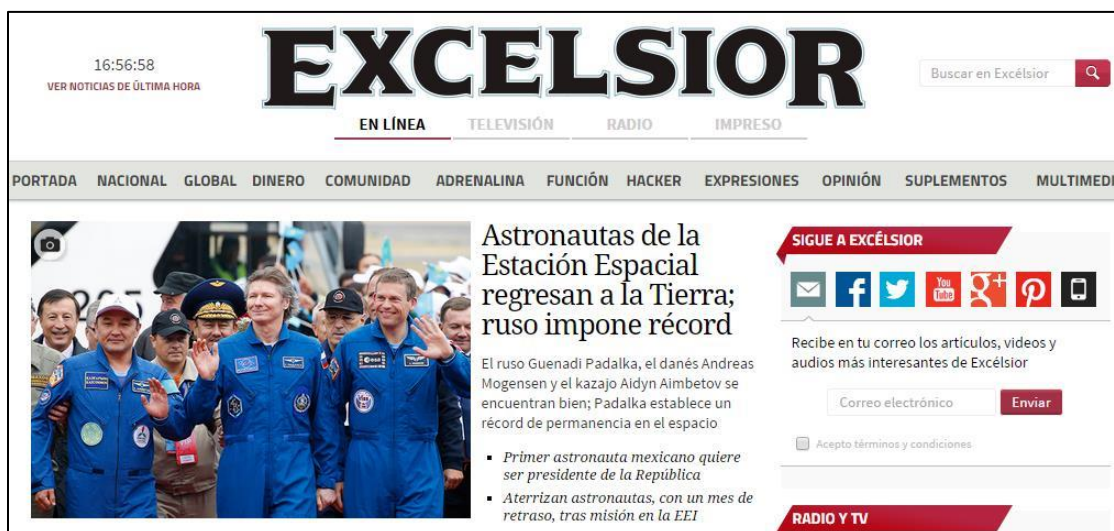 16:56:58
VER NOTICIAS DE ÚLTIMA HORA
EXCELSIOR
Buscar en Excélsior
EN LÍNEA TELEVISIÓN RADIO IMPRESO
PORTADA NACIONAL GLOBAL DINERO COMUNIDAD ADRENALINA FUNCIÓN HACKER EXPRESIONES OPINIÓN SUPLEMENTOS MULTIMEDI
Astronautas de la
Estación Espacial
regresan a la Tierra;
ruso impone récord
El ruso Guenadi Padalka, el danés Andreas
Mogensen y el kazajo Aidyn Aimbetov se
encuentran bien; Padalka establece un
récord de permanencia en el espacio
Primer astronauta mexicano quiere
ser presidente de la República
Aterrizan astronautas, con un mes de
retraso, tras misión en la EEI
SIGUE A EXCÉLSIOR
You
Tube
Recibe en tu correo los artículos, videos y
audios más interesantes de Excélsior
Correo electrónico Enviar
Acepto términos y condiciones
RADIO Y TV
esa